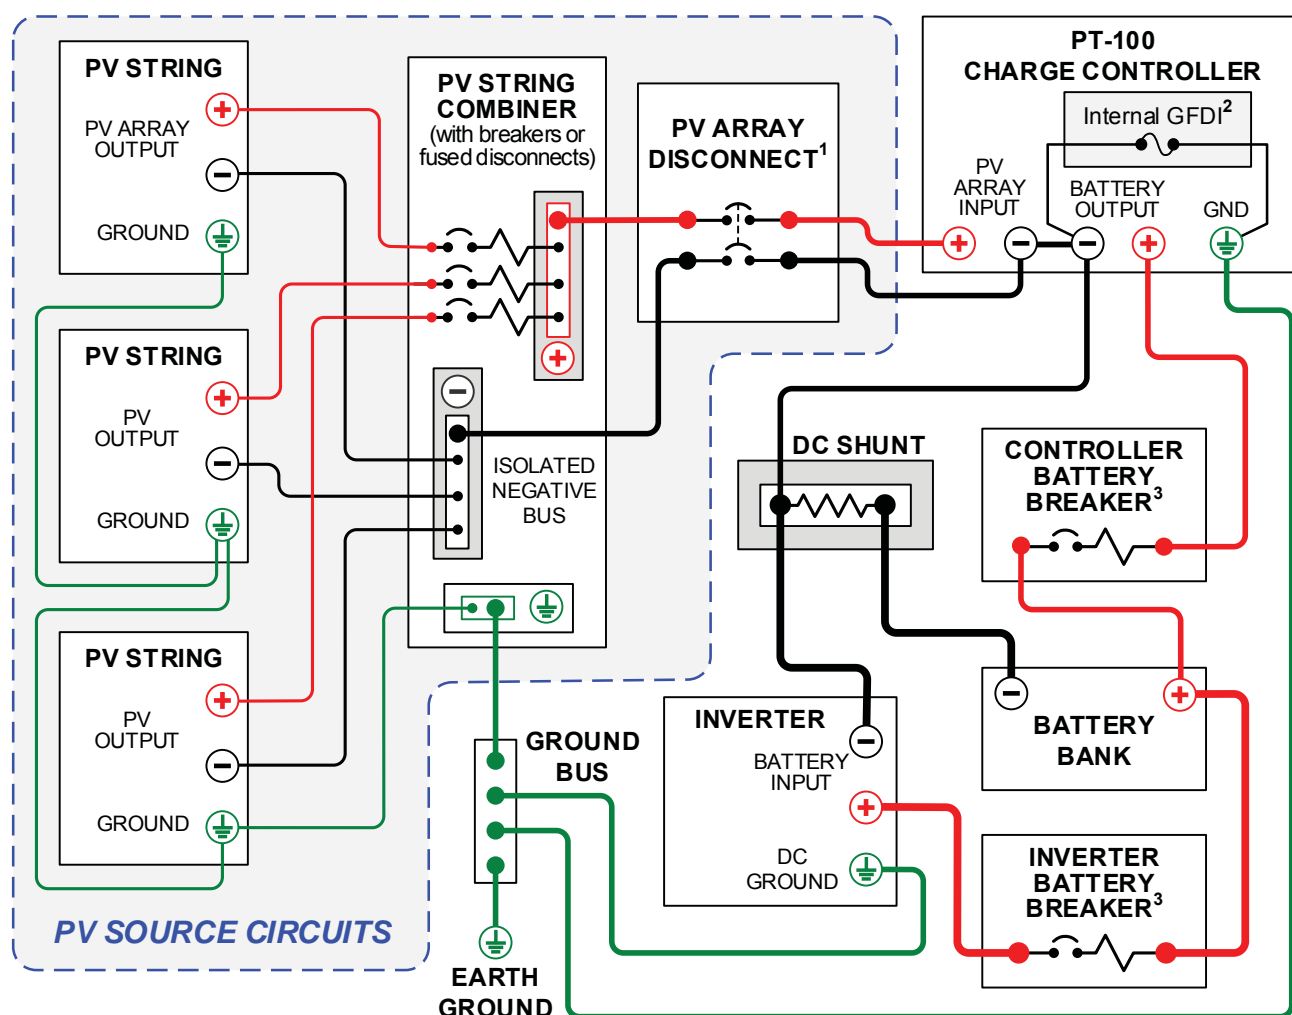 PV STRING
PV ARRAY
OUTPUT
GROUND
PV STRING
PV
OUTPUT
GROUND
PV STRING
PV
OUTPUT
GROUND
PV SOURCE CIRCUITS
PV STRING
COMBINER
(with breakers or
fused disconnects)
ISOLATED
NEGATIVE
BUS
PV ARRAY
DISCONNECT¹
PT-100
CHARGE CONTROLLER
Internal GFDI²
PV
ARRAY
INPUT
BATTERY
OUTPUT
GND
DC SHUNT
CONTROLLER
BATTERY
BREAKER³
BATTERY
BANK
INVERTER
BATTERY
INPUT
DC
GROUND
INVERTER
BATTERY
BREAKER³
GROUND
BUS
EARTH
GROUND